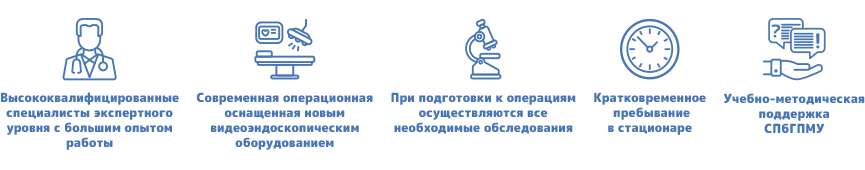 Высококвалифицированные
специалисты экспертного
уровня с большим опытом
работы
Современная операционная
оснащенная новым
видеоэндоскопическим
оборудованием
При подготовки к операциям
осуществляются все
необходимые обследования
Кратковременное
пребывание
в стационаре
?
!
Учебно-методическая
поддержка
СПбГПМУ